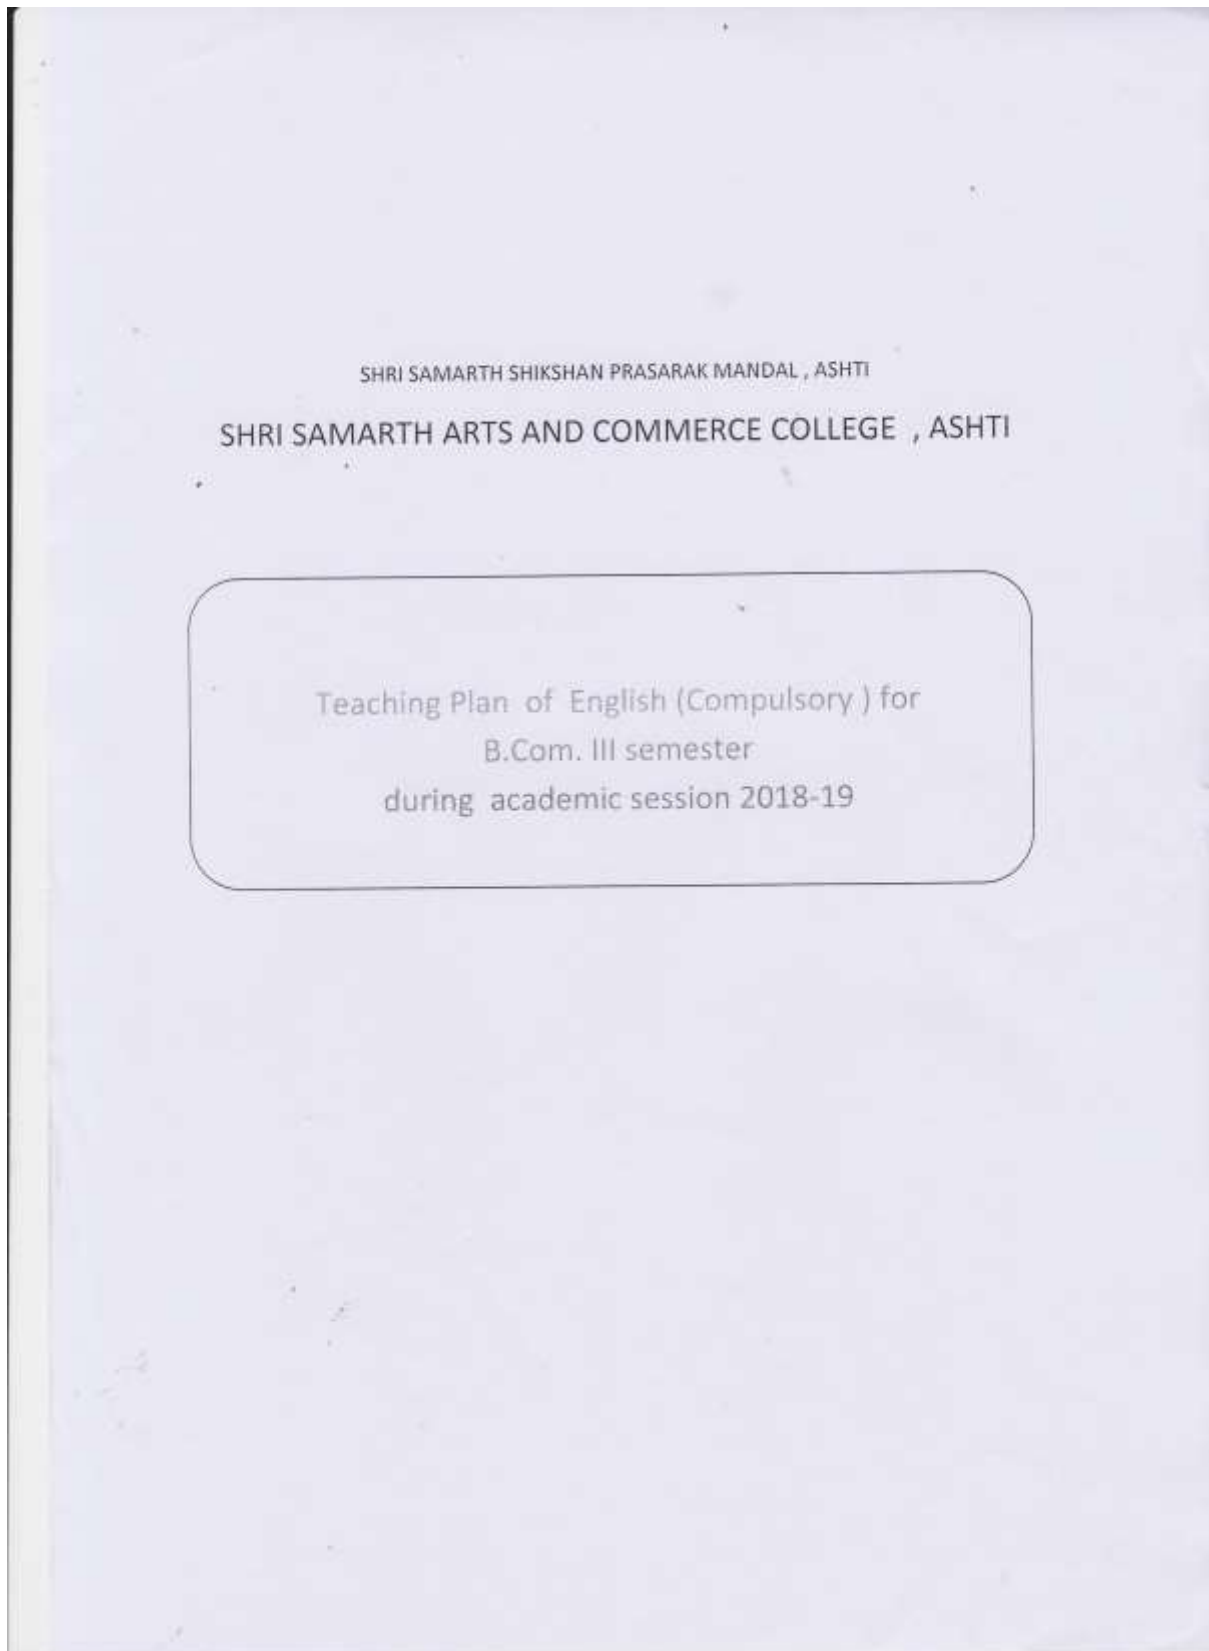 SHRI SAMARTH SHIKSHAN PRASARAK MANDAL , ASHTI
SHRI SAMARTH ARTS AND COMMERCE COLLEGE , ASHTI
Teaching Plan of English (Compulsory ) for
B.Com. III semester
during academic session 2018-19